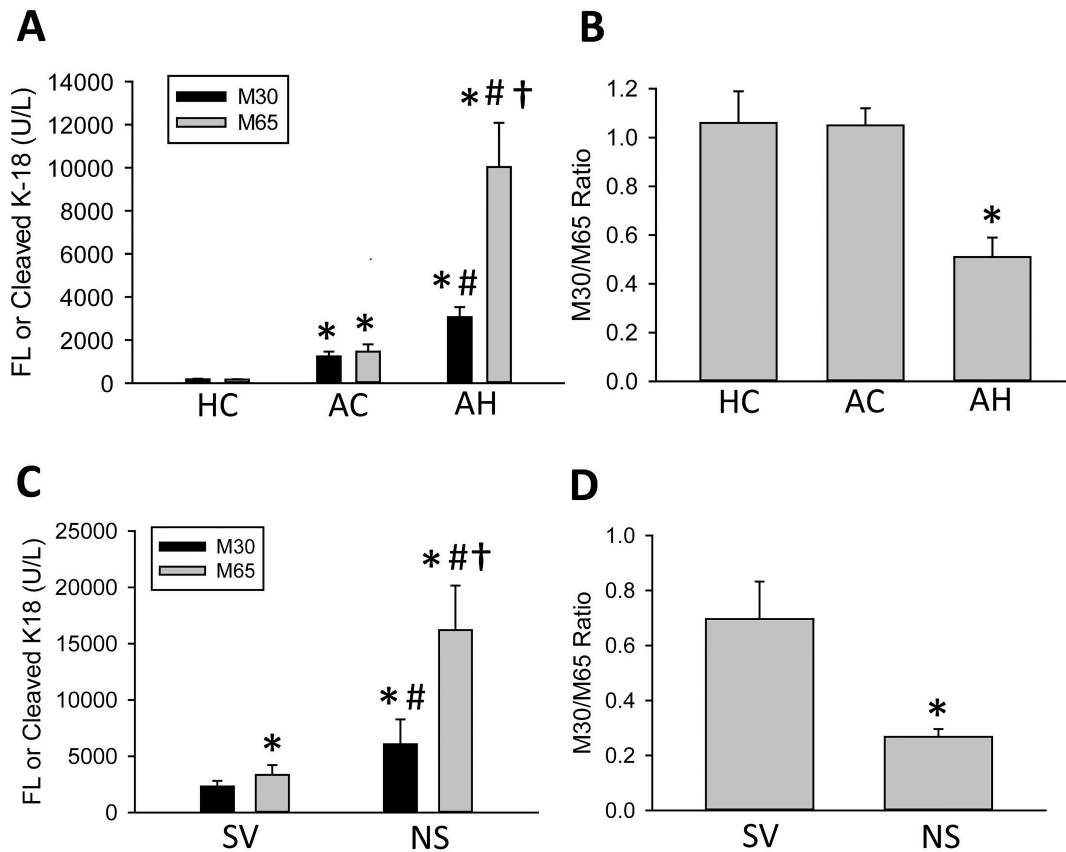 A
FL or Cleaved K-18 (U/L)
14000
12000
10000
8000
6000
4000
2000
0
M30
M65
* # †
* #
* *
HC AC AH
B
M30/M65 Ratio
1.2
1.0
0.8
0.6
0.4
0.2
0.0
*
HC AC AH
C
FL or Cleaved K18 (U/L)
25000
20000
15000
10000
5000
0
M30
M65
* # †
* #
*
SV NS
D
M30/M65 Ratio
1.0
0.8
0.6
0.4
0.2
0.0
*
SV NS